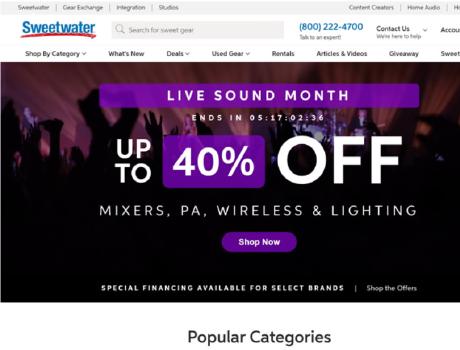 Sweetwater | Gear Exchange | Integration | Studios
Content Creators | Home Audio |
Sweetwater
Search for sweet gear
(800) 222-4700
Talk to an expert!
Contact Us
We're here to help
Accou
Shop By Category What's New Deals Used Gear Rentals Articles & Videos Giveaway Sweet
LIVE SOUND MONTH
ENDS IN 05:17:02:36
UP TO 40% OFF
MIXERS, PA, WIRELESS & LIGHTING
Shop Now
SPECIAL FINANCING AVAILABLE FOR SELECT BRANDS | Shop the Offers
Popular Categories